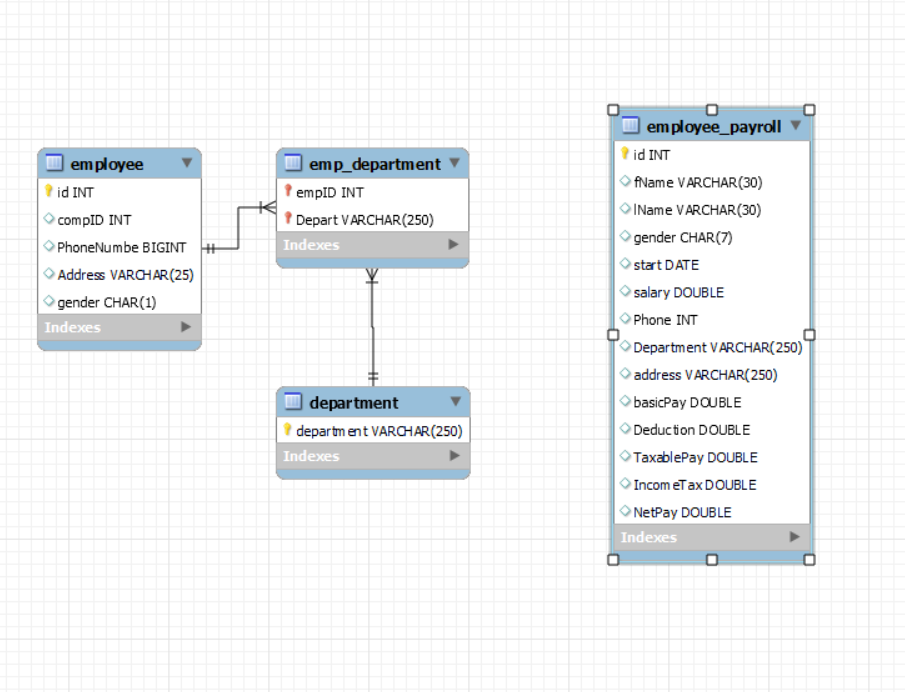 employee
id INT
compID INT
PhoneNumbe BIGINT
Address VARCHAR(25)
gender CHAR(1)
Indexes
emp_department
empID INT
Depart VARCHAR(250)
Indexes
department
department VARCHAR(250)
Indexes
employee_payroll
id INT
fName VARCHAR(30)
lName VARCHAR(30)
gender CHAR(7)
start DATE
salary DOUBLE
Phone INT
Department VARCHAR(250)
address VARCHAR(250)
basicPay DOUBLE
Deduction DOUBLE
TaxablePay DOUBLE
IncomeTax DOUBLE
NetPay DOUBLE
Indexes